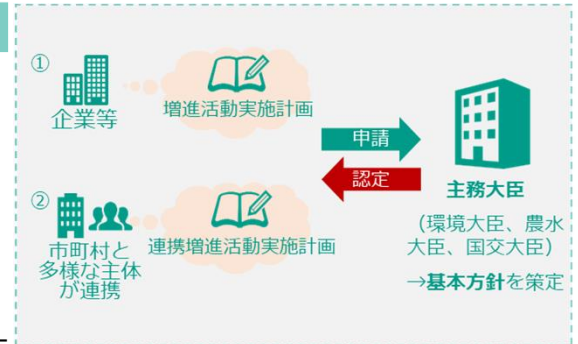 ①
企業等
増進活動実施計画
②
市町村と
多様な主体
が連携
連携増進活動実施計画
申請
認定
主務大臣
（環境大臣、農水
大臣、国交大臣）
→基本方針を策定